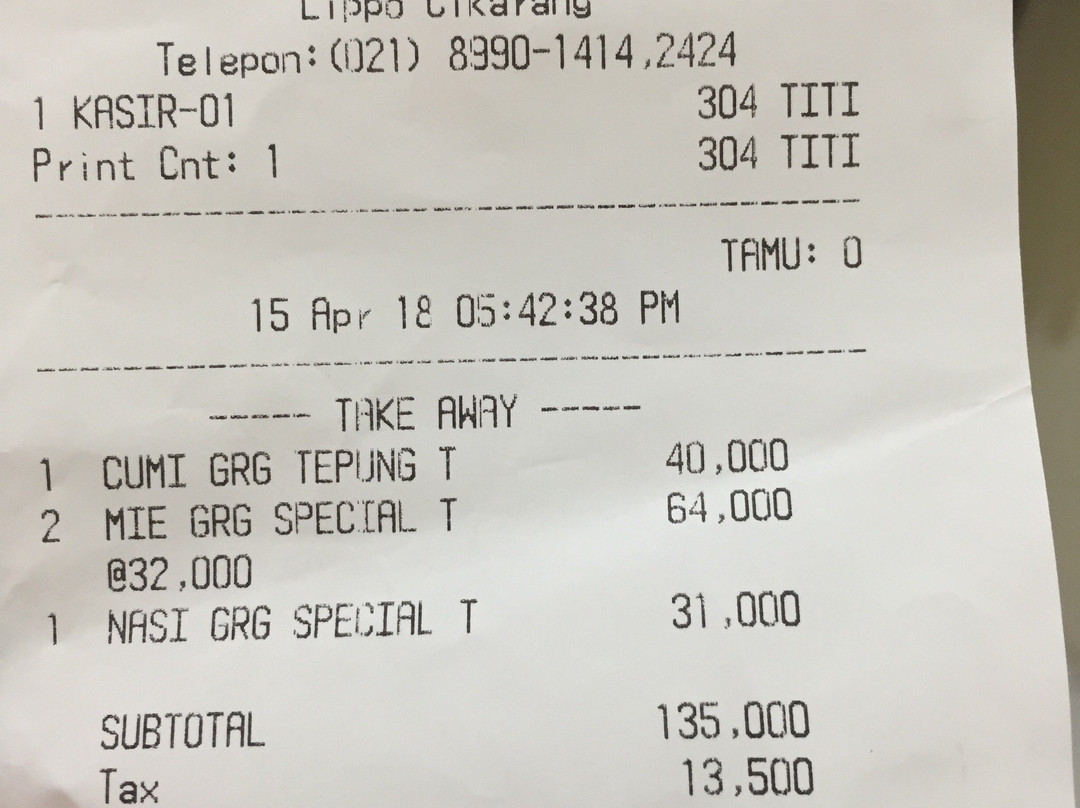 Lippo Cikarang
Telepon:(021) 8990-1414,2424
1 KASIR-01 304 TITI
Print Cnt: 1 304 TITI
TAMU: 0
15 Apr 18 05:42:38 PM
----- TAKE AWAY -----
1 CUMI GRG TEPUNG T 40,000
2 MIE GRG SPECIAL T 64,000
@32,000
1 NASI GRG SPECIAL T 31,000
SUBTOTAL 135,000
Tax 13,500